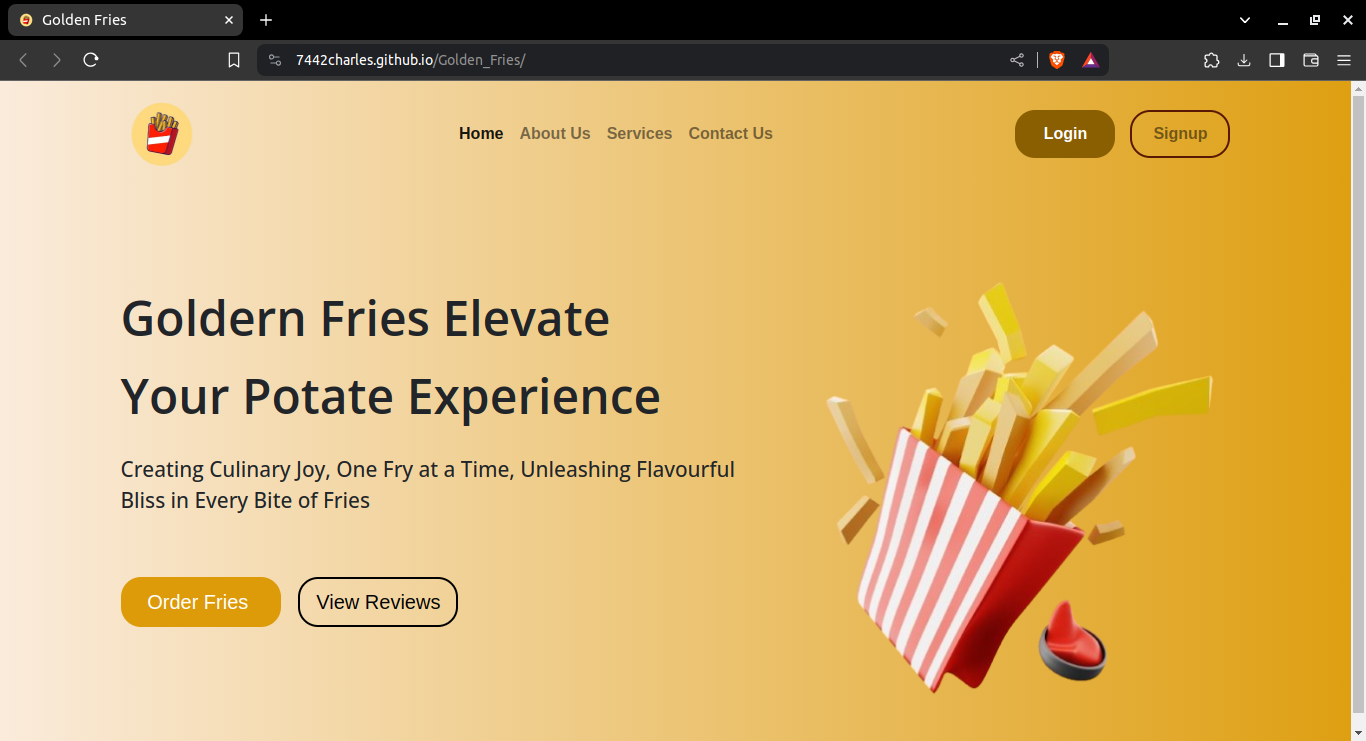 Golden Fries
7442charles.github.io/Golden_Fries/
Home About Us Services Contact Us
Login Signup
Goldern Fries Elevate
Your Potate Experience
Creating Culinary Joy, One Fry at a Time, Unleashing Flavourful
Bliss in Every Bite of Fries
Order Fries View Reviews